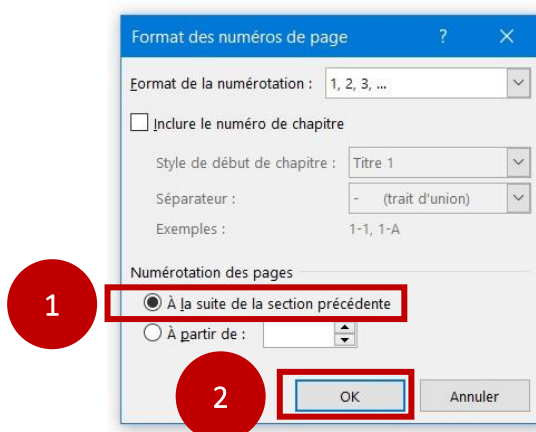 Format des numéros de page ? ×
Format de la numérotation : 1, 2, 3, ...
Inclure le numéro de chapitre
Style de début de chapitre : Titre 1
Séparateur : - (trait d'union)
Exemples : 1-1, 1-A
Numérotation des pages
1 À la suite de la section précédente
À partir de :
2 OK Annuler